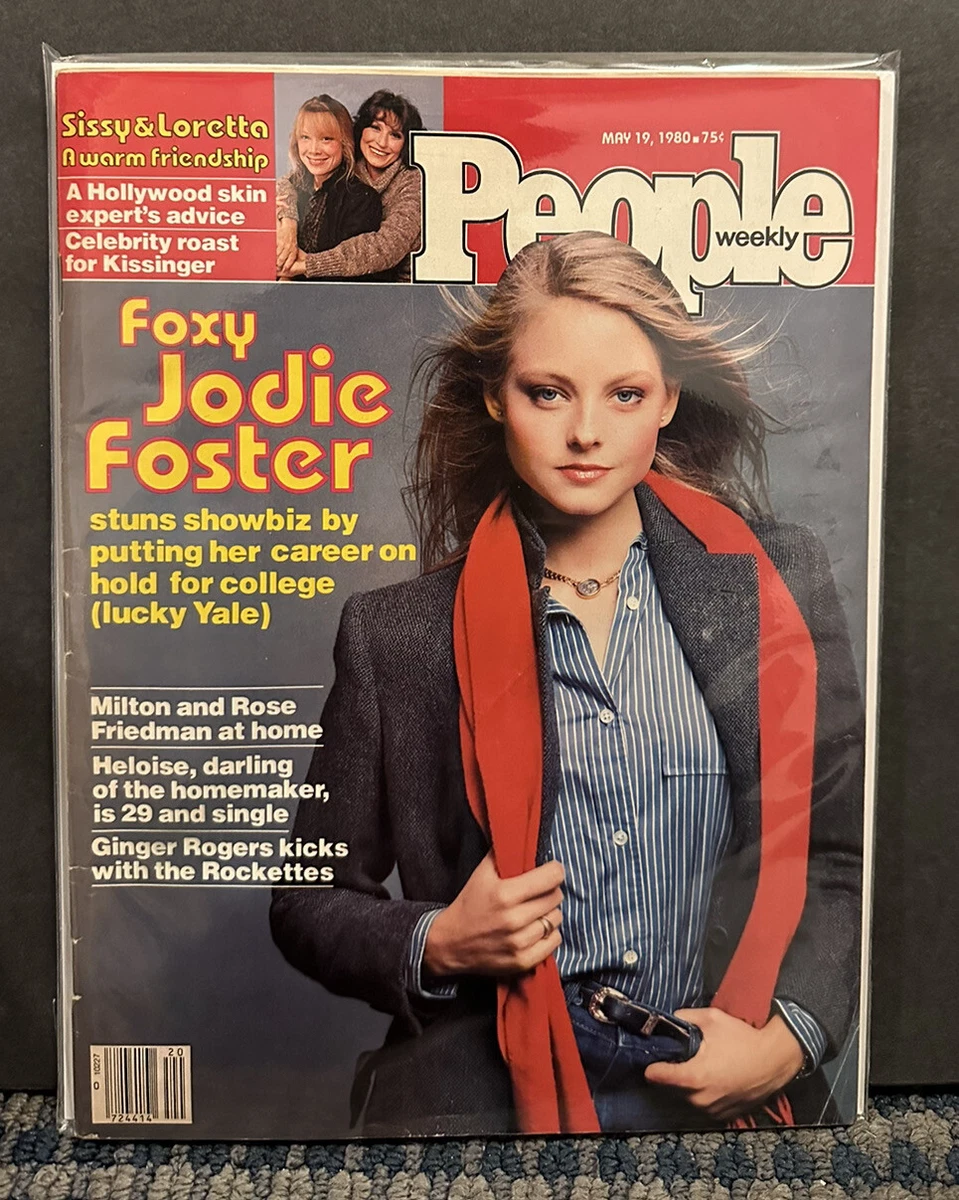 Sissy & Loretta
A warm friendship
A Hollywood skin
expert's advice
Celebrity roast
for Kissinger
MAY 19, 1980 ■ 75¢
People
weekly
Foxy
Jodie
Foster
stuns showbiz by
putting her career on
hold for college
(lucky Yale)
Milton and Rose
Friedman at home
Heloise, darling
of the homemaker,
is 29 and single
Ginger Rogers kicks
with the Rockettes
20
0 10227
724414